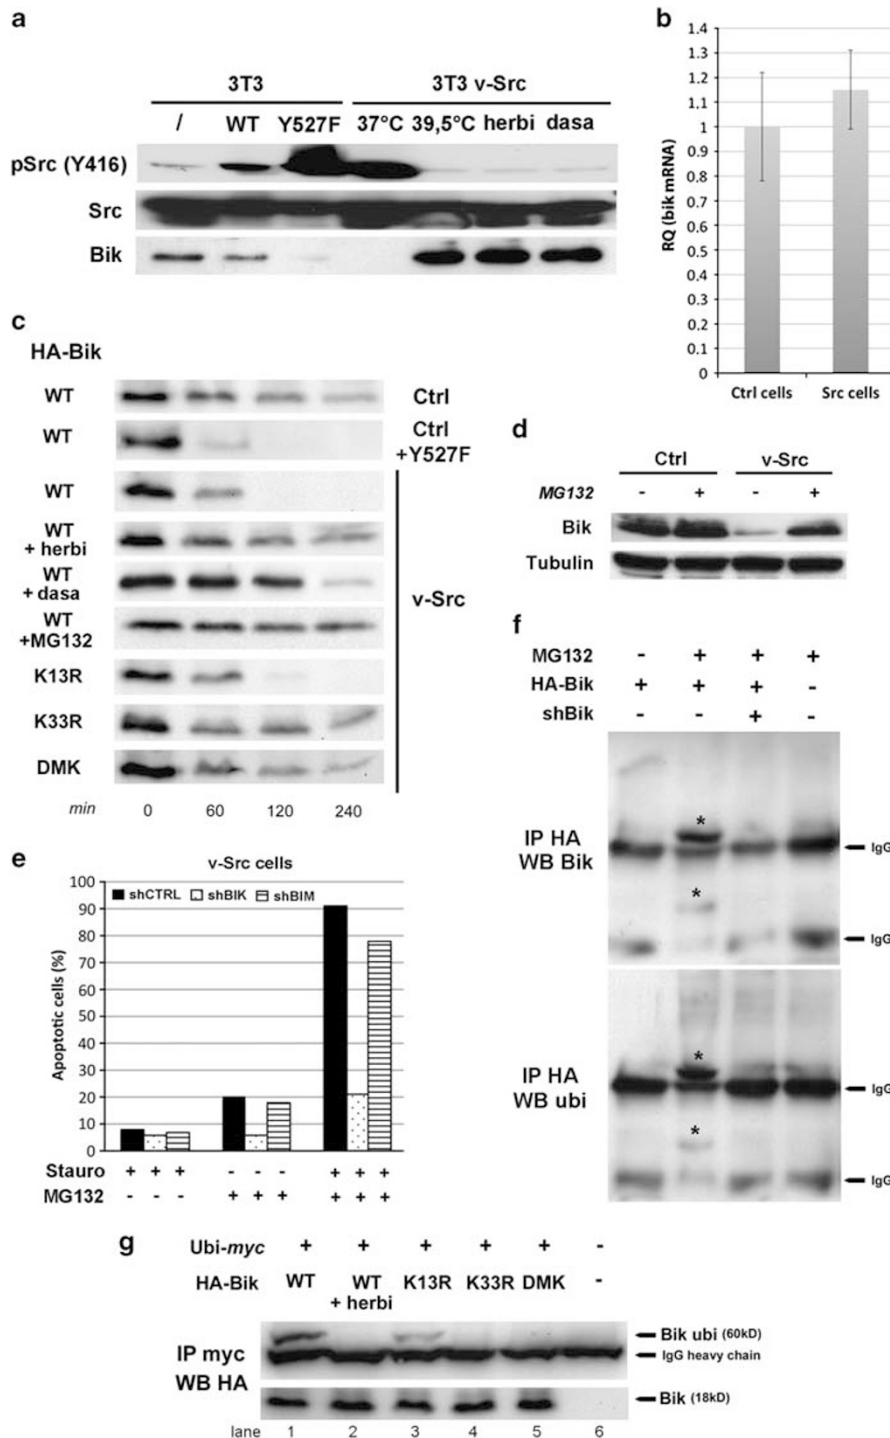 a
3T3 3T3 v-Src
/ WT Y527F 37°C 39,5°C herbi dasa
pSrc (Y416)
Src
Bik
b
RQ (bik mRNA)
1.4
1.3
1.2
1.1
1
0.9
0.8
0.7
0.6
0.5
0.4
0.3
0.2
0.1
0
Ctrl cells Src cells
c
HA-Bik
WT Ctrl
WT Ctrl
+Y527F
WT
WT
+ herbi
WT
+ dasa
WT
+MG132
K13R
K33R
DMK
v-Src
min 0 60 120 240
d
Ctrl v-Src
MG132 - + - +
Bik
Tubulin
e
v-Src cells
shCTRL shBIK shBIM
Apoptotic cells (%)
100
90
80
70
60
50
40
30
20
10
0
Stauro + + + - - - + + +
MG132 - - - + + + + + +
f
MG132 - + + +
HA-Bik + + + -
shBik - - + -
*
IP HA
WB Bik
IgG
*
IgG
*
IP HA
WB ubi
IgG
*
IgG
g
Ubi-myc + + + + + -
HA-Bik WT WT K13R K33R DMK -
+ herbi
IP myc
WB HA
Bik ubi (60kD)
IgG heavy chain
Bik (18kD)
lane 1 2 3 4 5 6